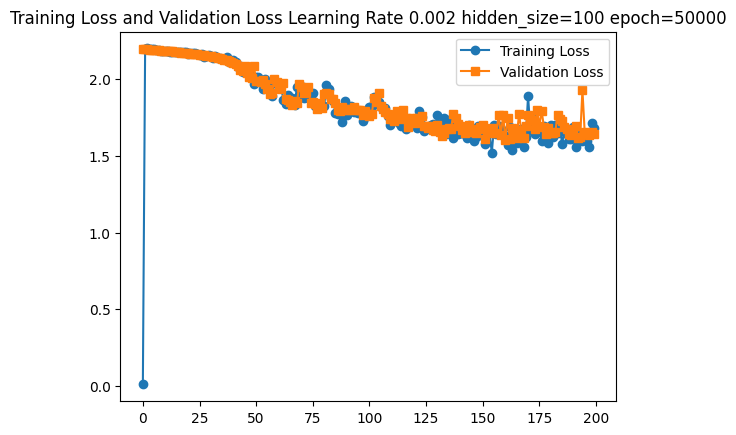 Training Loss and Validation Loss Learning Rate 0.002 hidden_size=100 epoch=50000
Training Loss
Validation Loss
2.0
1.5
1.0
0.5
0.0
0 25 50 75 100 125 150 175 200